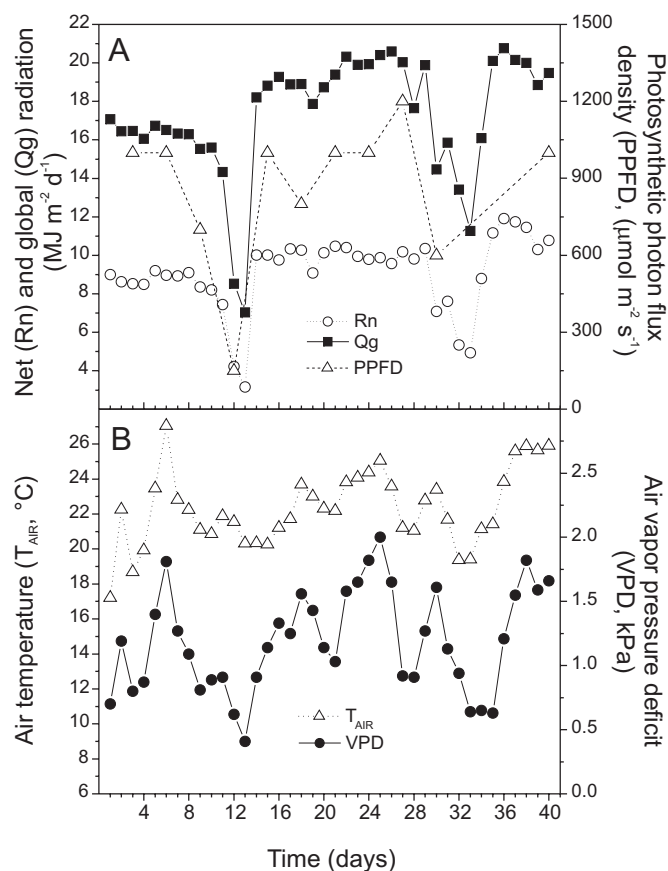 A
Net (Rn) and global (Qg) radiation
(MJ m-2 d-1)
22
20
18
16
14
12
10
8
6
4
1500
1200
900
600
300
0
Photosynthetic photon flux
density (PPFD, (μmol m-2 s-1)
Rn
Qg
PPFD
B
Air temperature (TAIR, °C)
26
24
22
20
18
16
14
12
10
8
6
2.5
2.0
1.5
1.0
0.5
0.0
Air vapor pressure deficit
(VPD, kPa)
TAIR
VPD
4 8 12 16 20 24 28 32 36 40
Time (days)